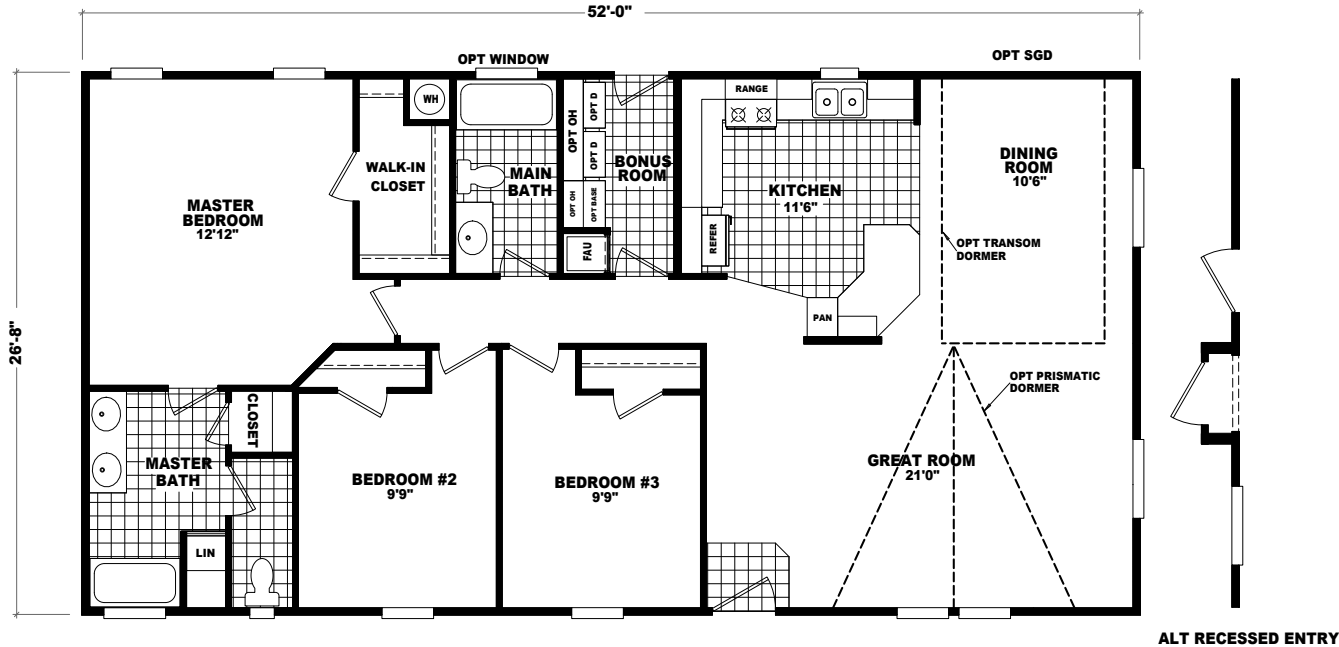 52'-0"
OPT WINDOW
OPT SGD
26'-8"
MASTER
BEDROOM
12'12"
WALK-IN
CLOSET
WH
MAIN
BATH
OPT OH
OPT D
OPT D
OPT OH
OPT BASE
FAU
BONUS
ROOM
RANGE
KITCHEN
11'6"
REFER
PAN
DINING
ROOM
10'6"
OPT TRANSOM
DORMER
OPT PRISMATIC
DORMER
CLOSET
MASTER
BATH
LIN
BEDROOM #2
9'9"
BEDROOM #3
9'9"
GREAT ROOM
21'0"
ALT RECESSED ENTRY